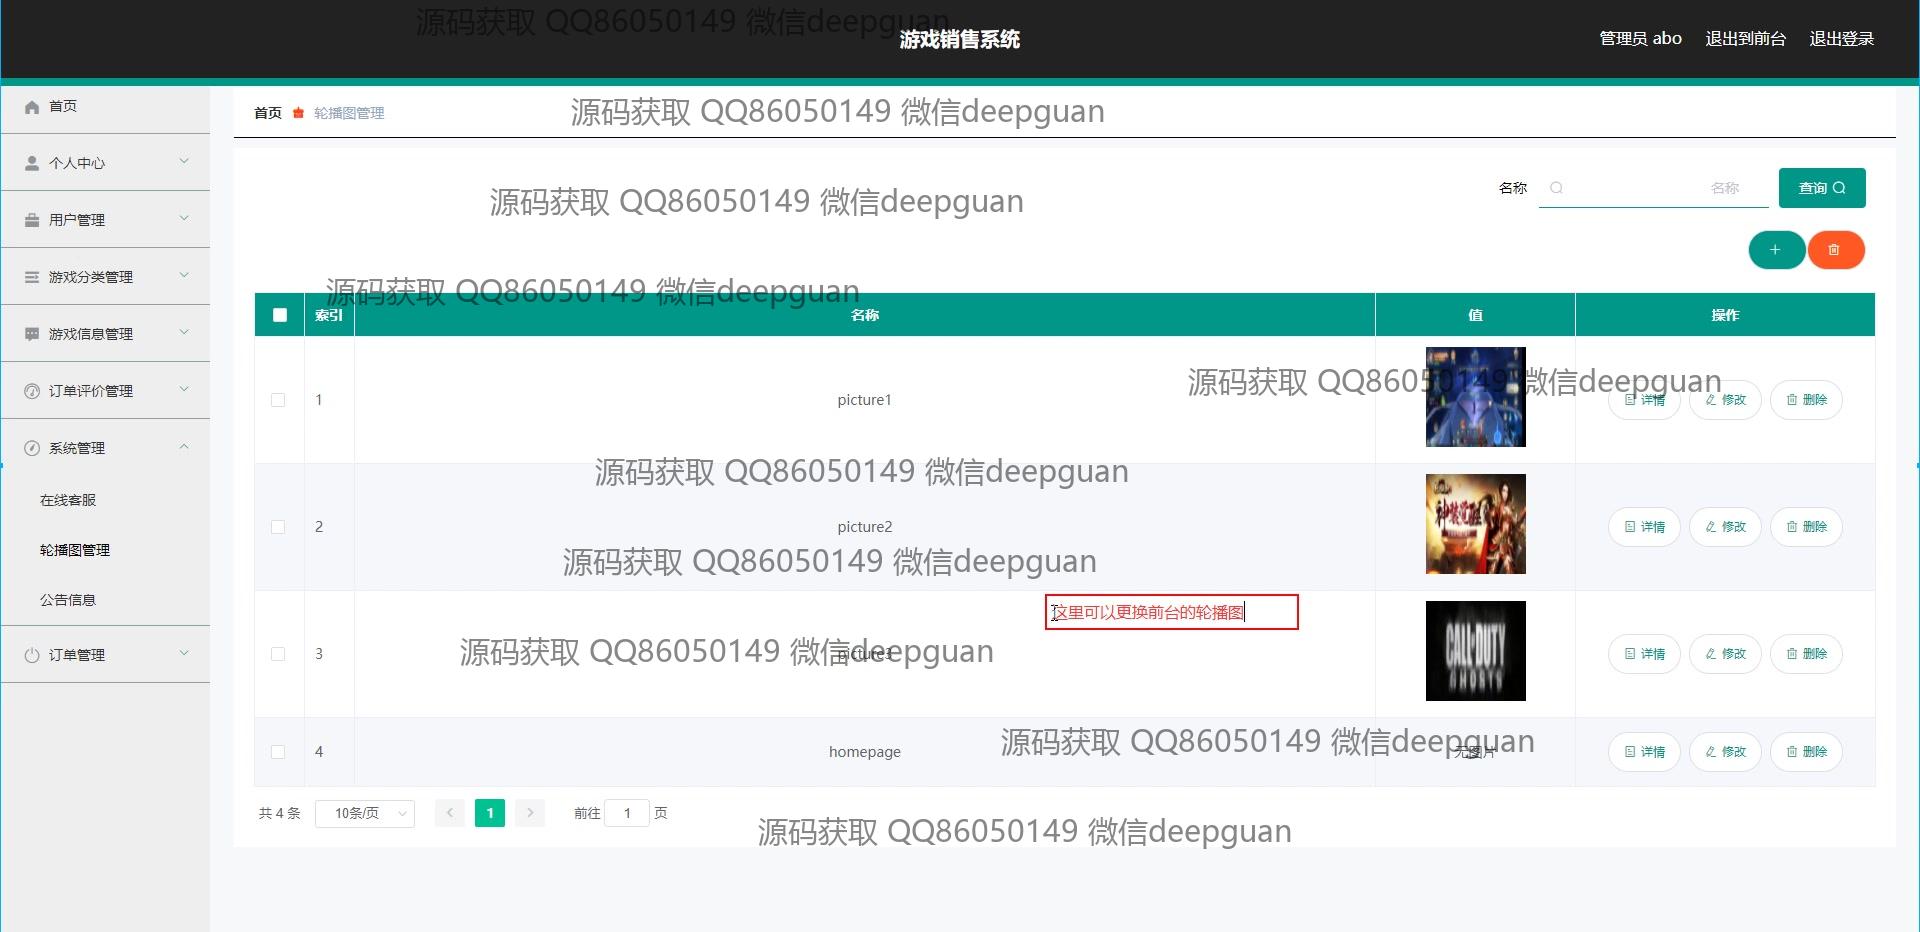 源码获取 QQ86050149 微信deepguan
游戏销售系统
管理员 abo 退出到前台 退出登录
首页
个人中心
用户管理
游戏分类管理
游戏信息管理
订单评价管理
系统管理
在线客服
轮播图管理
公告信息
订单管理
首页 轮播图管理
源码获取 QQ86050149 微信deepguan
名称 名称 查询
源码获取 QQ86050149 微信deepguan
源码获取 QQ86050149 微信deepguan
索引 名称 值 操作
源码获取 QQ86050149 微信deepguan
1 picture1 详情 修改 删除
源码获取 QQ86050149 微信deepguan
神装觉醒
2 picture2 详情 修改 删除
源码获取 QQ86050149 微信deepguan
这里可以更换前台的轮播图
源码获取 QQ86050149 微信deepguan
CALL OF DUTY
GHOSTS
3 picture3 详情 修改 删除
源码获取 QQ86050149 微信deepguan
4 homepage 无图片 详情 修改 删除
共 4 条 10条/页 1 前往 1 页
源码获取 QQ86050149 微信deepguan